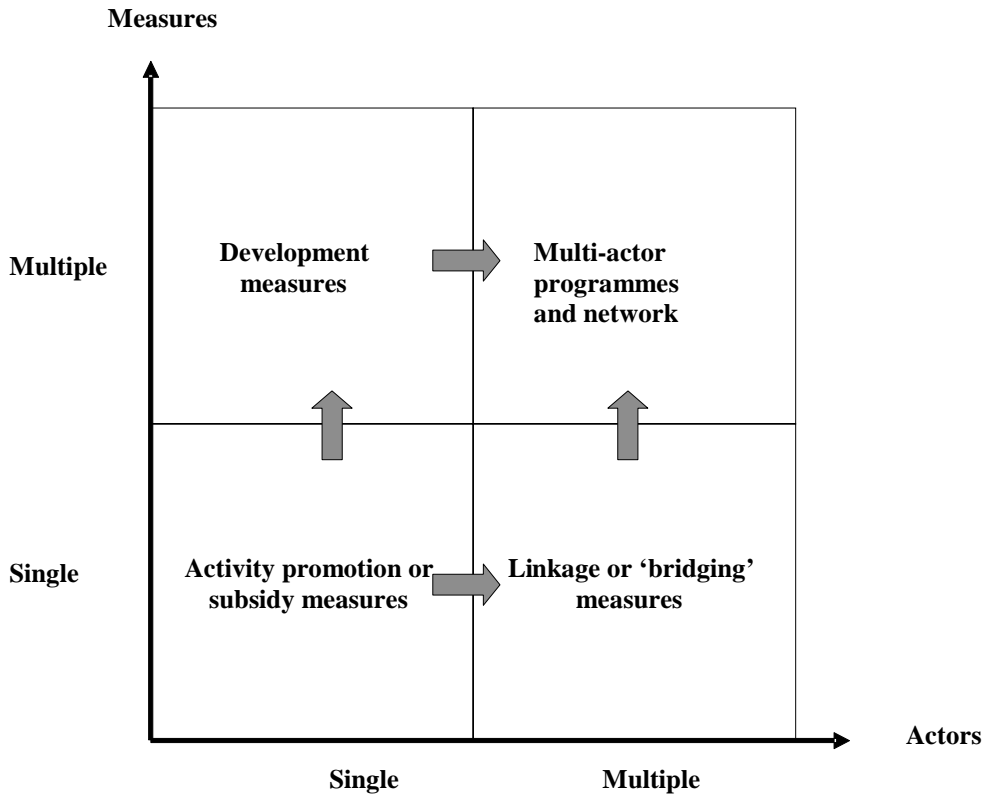 Measures
Multiple
Development
measures
Multi-actor
programmes
and network
Single
Activity promotion or
subsidy measures
Linkage or ‘bridging’
measures
Actors
Single
Multiple